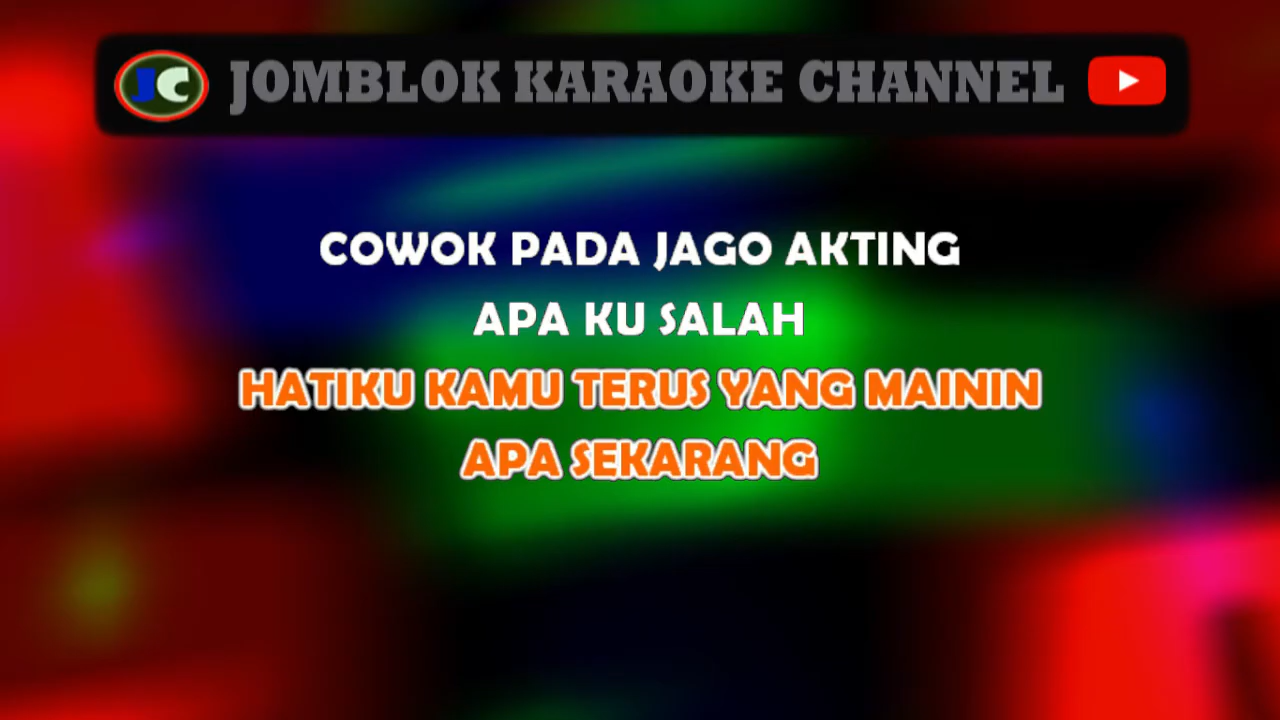 JC JOMBLOK KARAOKE CHANNEL
COWOK PADA JAGO AKTING
APA KU SALAH
HATIKU KAMU TERUS YANG MAININ
APA SEKARANG